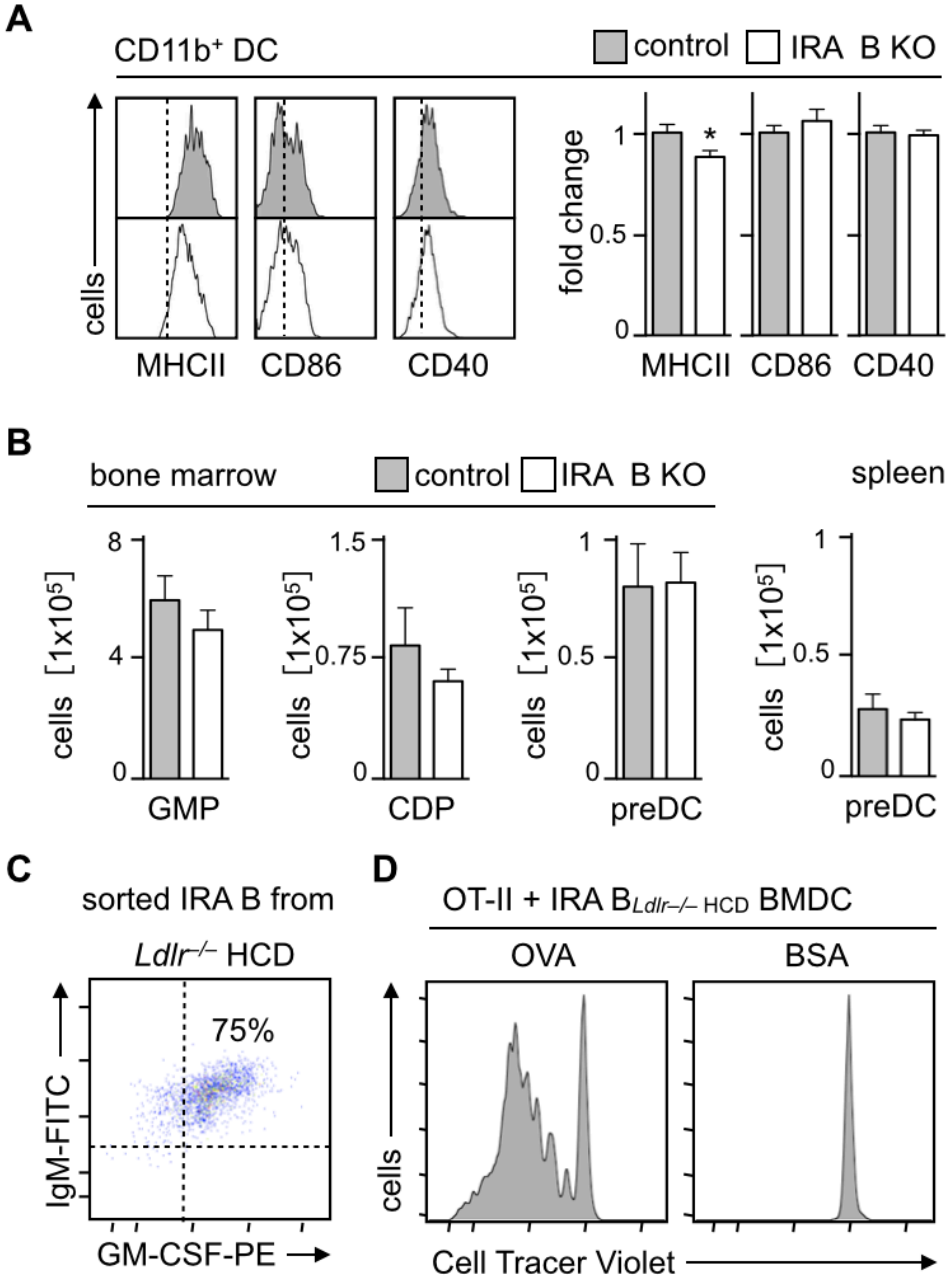 A
CD11b⁺ DC
control IRA B KO
cells
MHCII CD86 CD40
fold change
1
0.5
0
*
MHCII CD86 CD40
B
bone marrow control IRA B KO spleen
cells [1x10⁵]
8
4
0
GMP
cells [1x10⁵]
1.5
0.75
0
CDP
cells [1x10⁵]
1
0.5
0
preDC
cells [1x10⁵]
1
0.5
0
preDC
C
sorted IRA B from
Ldlr⁻/⁻ HCD
75%
IgM-FITC
GM-CSF-PE
D
OT-II + IRA B Ldlr–/– HCD BMDC
OVA BSA
cells
Cell Tracer Violet